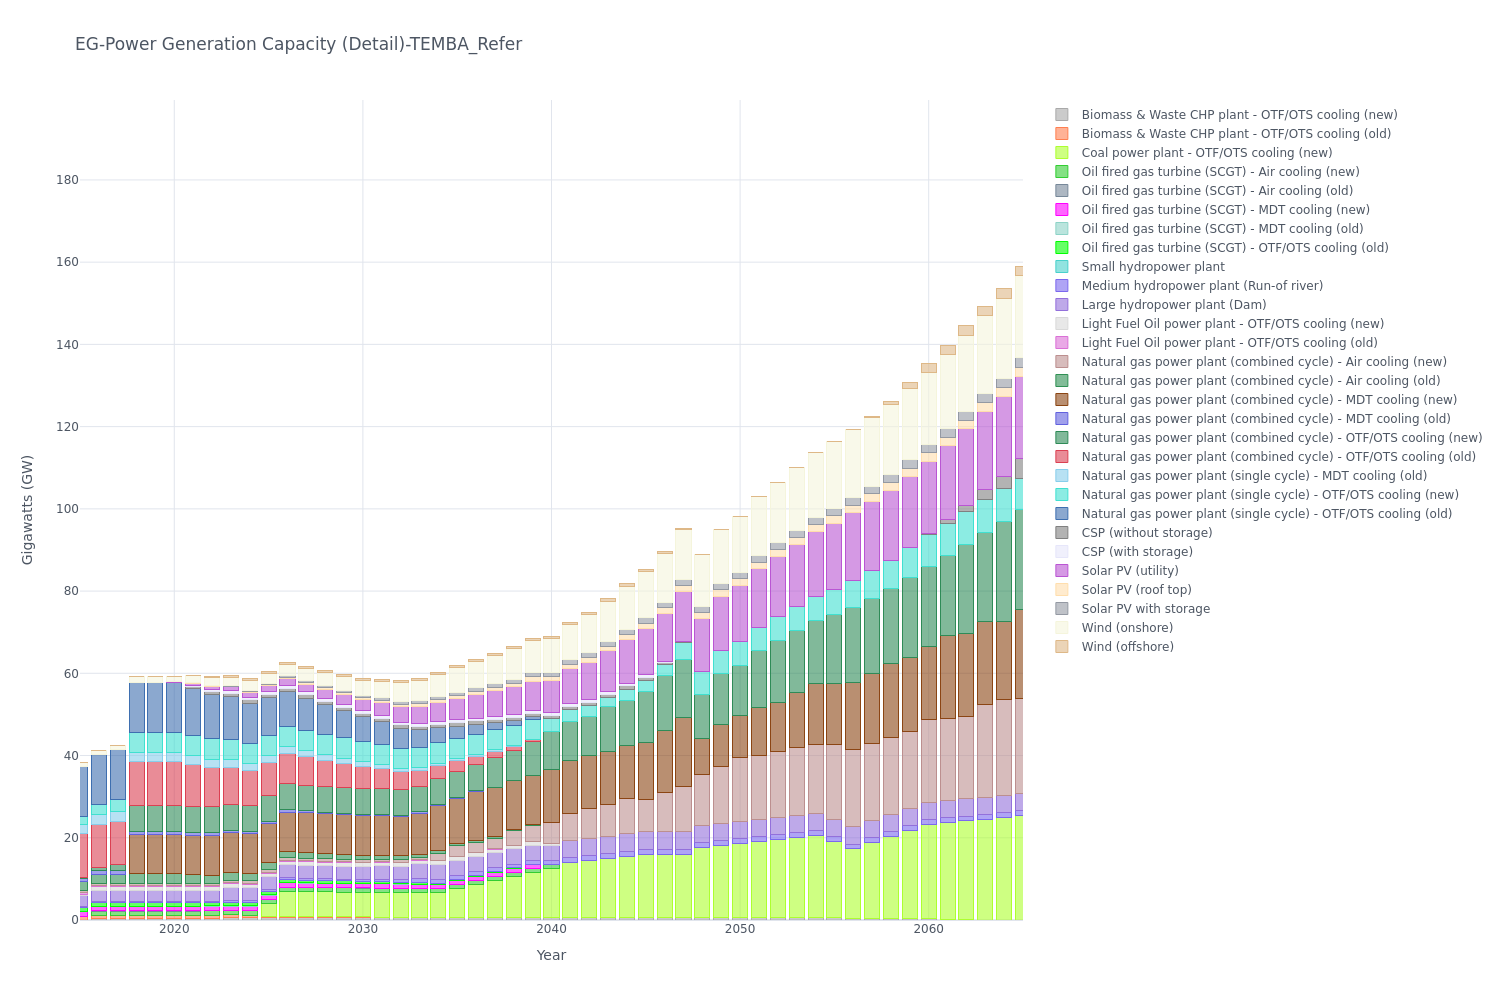 EG-Power Generation Capacity (Detail)-TEMBA_Refer
Gigawatts (GW)
180
160
140
120
100
80
60
40
20
0
2020
2030
2040
2050
2060
Year
Biomass & Waste CHP plant - OTF/OTS cooling (new)
Biomass & Waste CHP plant - OTF/OTS cooling (old)
Coal power plant - OTF/OTS cooling (new)
Oil fired gas turbine (SCGT) - Air cooling (new)
Oil fired gas turbine (SCGT) - Air cooling (old)
Oil fired gas turbine (SCGT) - MDT cooling (new)
Oil fired gas turbine (SCGT) - MDT cooling (old)
Oil fired gas turbine (SCGT) - OTF/OTS cooling (old)
Small hydropower plant
Medium hydropower plant (Run-of river)
Large hydropower plant (Dam)
Light Fuel Oil power plant - OTF/OTS cooling (new)
Light Fuel Oil power plant - OTF/OTS cooling (old)
Natural gas power plant (combined cycle) - Air cooling (new)
Natural gas power plant (combined cycle) - Air cooling (old)
Natural gas power plant (combined cycle) - MDT cooling (new)
Natural gas power plant (combined cycle) - MDT cooling (old)
Natural gas power plant (combined cycle) - OTF/OTS cooling (new)
Natural gas power plant (combined cycle) - OTF/OTS cooling (old)
Natural gas power plant (single cycle) - MDT cooling (old)
Natural gas power plant (single cycle) - OTF/OTS cooling (new)
Natural gas power plant (single cycle) - OTF/OTS cooling (old)
CSP (without storage)
CSP (with storage)
Solar PV (utility)
Solar PV (roof top)
Solar PV with storage
Wind (onshore)
Wind (offshore)